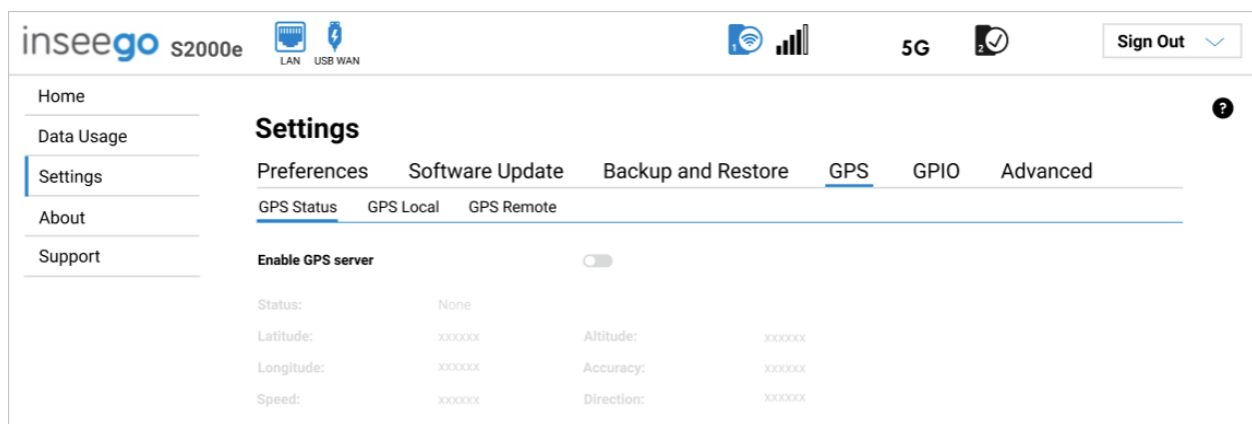 inseego S2000e
LAN USB WAN
1
5G
2
Sign Out
Home
Data Usage
Settings
About
Support
?
Settings
Preferences Software Update Backup and Restore GPS GPIO Advanced
GPS Status GPS Local GPS Remote
Enable GPS server
Status: None
Latitude: xxxxxx Altitude: xxxxxx
Longitude: xxxxxx Accuracy: xxxxxx
Speed: xxxxxx Direction: xxxxxx